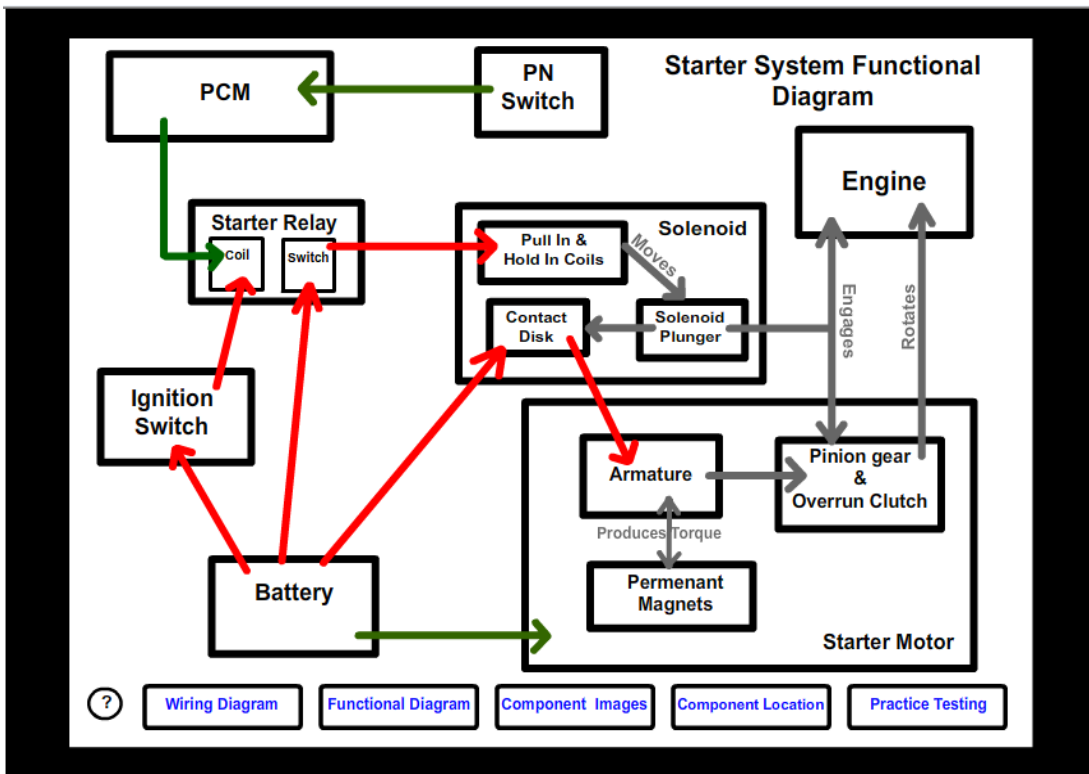 Starter System Functional
Diagram
PCM
PN
Switch
Engine
Starter Relay
Coil
Switch
Solenoid
Pull In &
Hold In Coils
Moves
Contact
Disk
Solenoid
Plunger
Engages
Rotates
Ignition
Switch
Armature
Pinion gear
&
Overrun Clutch
Produces Torque
Battery
Permenant
Magnets
Starter Motor
?
Wiring Diagram
Functional Diagram
Component Images
Component Location
Practice Testing